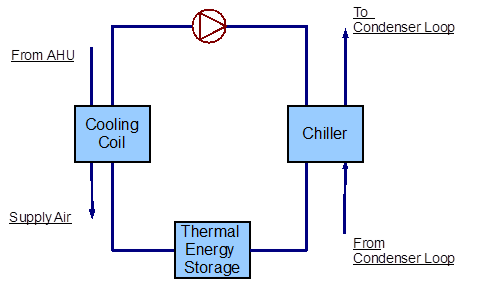 To
Condenser Loop
From AHU
Cooling
Coil
Chiller
Supply Air
Thermal
Energy
Storage
From
Condenser Loop